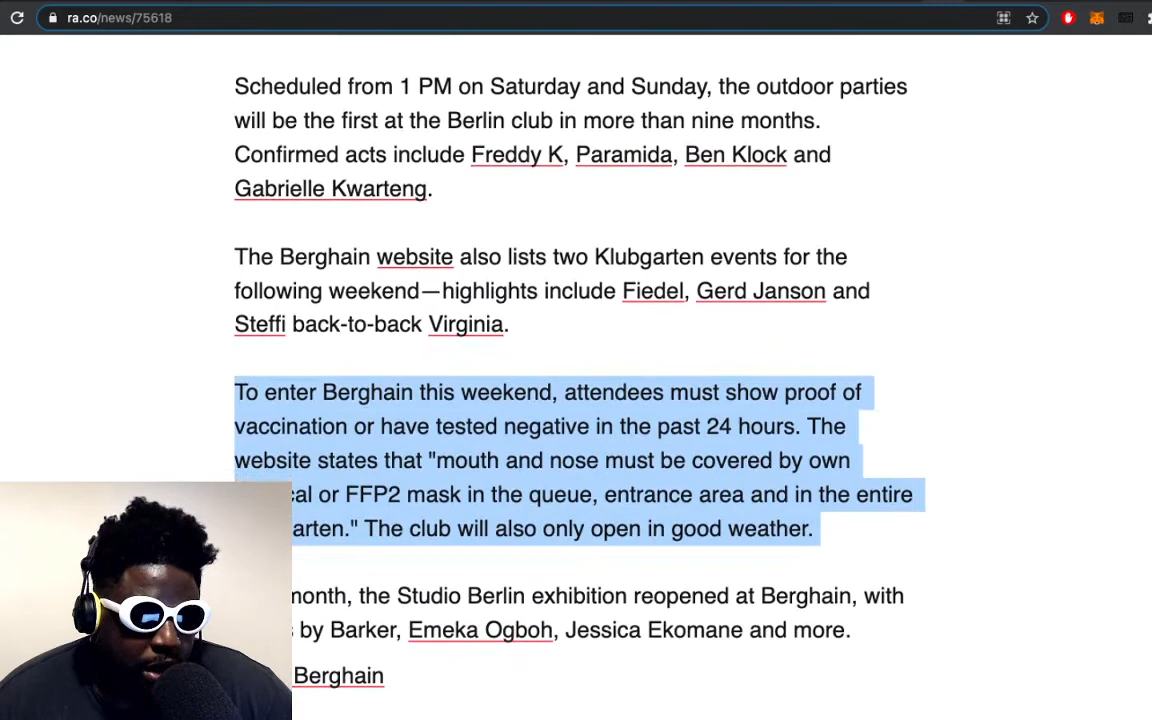 ra.co/news/75618
Scheduled from 1 PM on Saturday and Sunday, the outdoor parties
will be the first at the Berlin club in more than nine months.
Confirmed acts include Freddy K, Paramida, Ben Klock and
Gabrielle Kwarteng.
The Berghain website also lists two Klubgarten events for the
following weekend—highlights include Fiedel, Gerd Janson and
Steffi back-to-back Virginia.
To enter Berghain this weekend, attendees must show proof of
vaccination or have tested negative in the past 24 hours. The
website states that "mouth and nose must be covered by own
or FFP2 mask in the queue, entrance area and in the entire
The club will also only open in good weather.
month, the Studio Berlin exhibition reopened at Berghain, with
by Barker, Emeka Ogboh, Jessica Ekomane and more.
Berghain